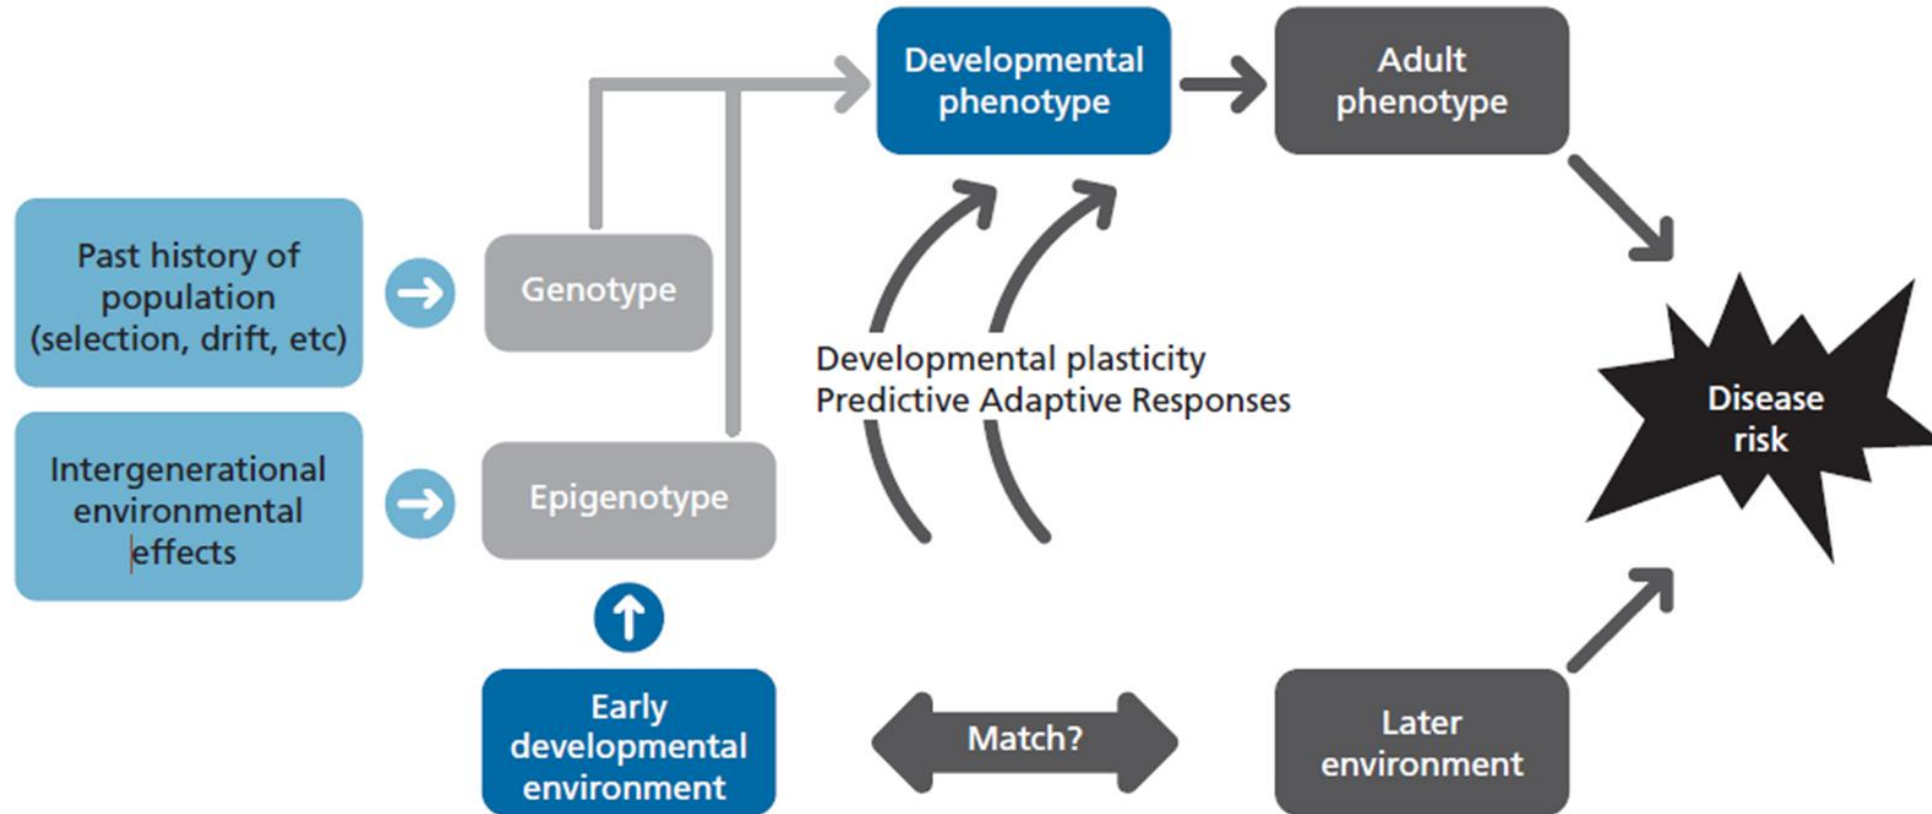 Developmental
phenotype
Adult
phenotype
Past history of
population
(selection, drift, etc)
Genotype
Developmental plasticity
Predictive Adaptive Responses
Disease
risk
Intergenerational
environmental
effects
Epigenotype
Early
developmental
environment
Match?
Later
environment